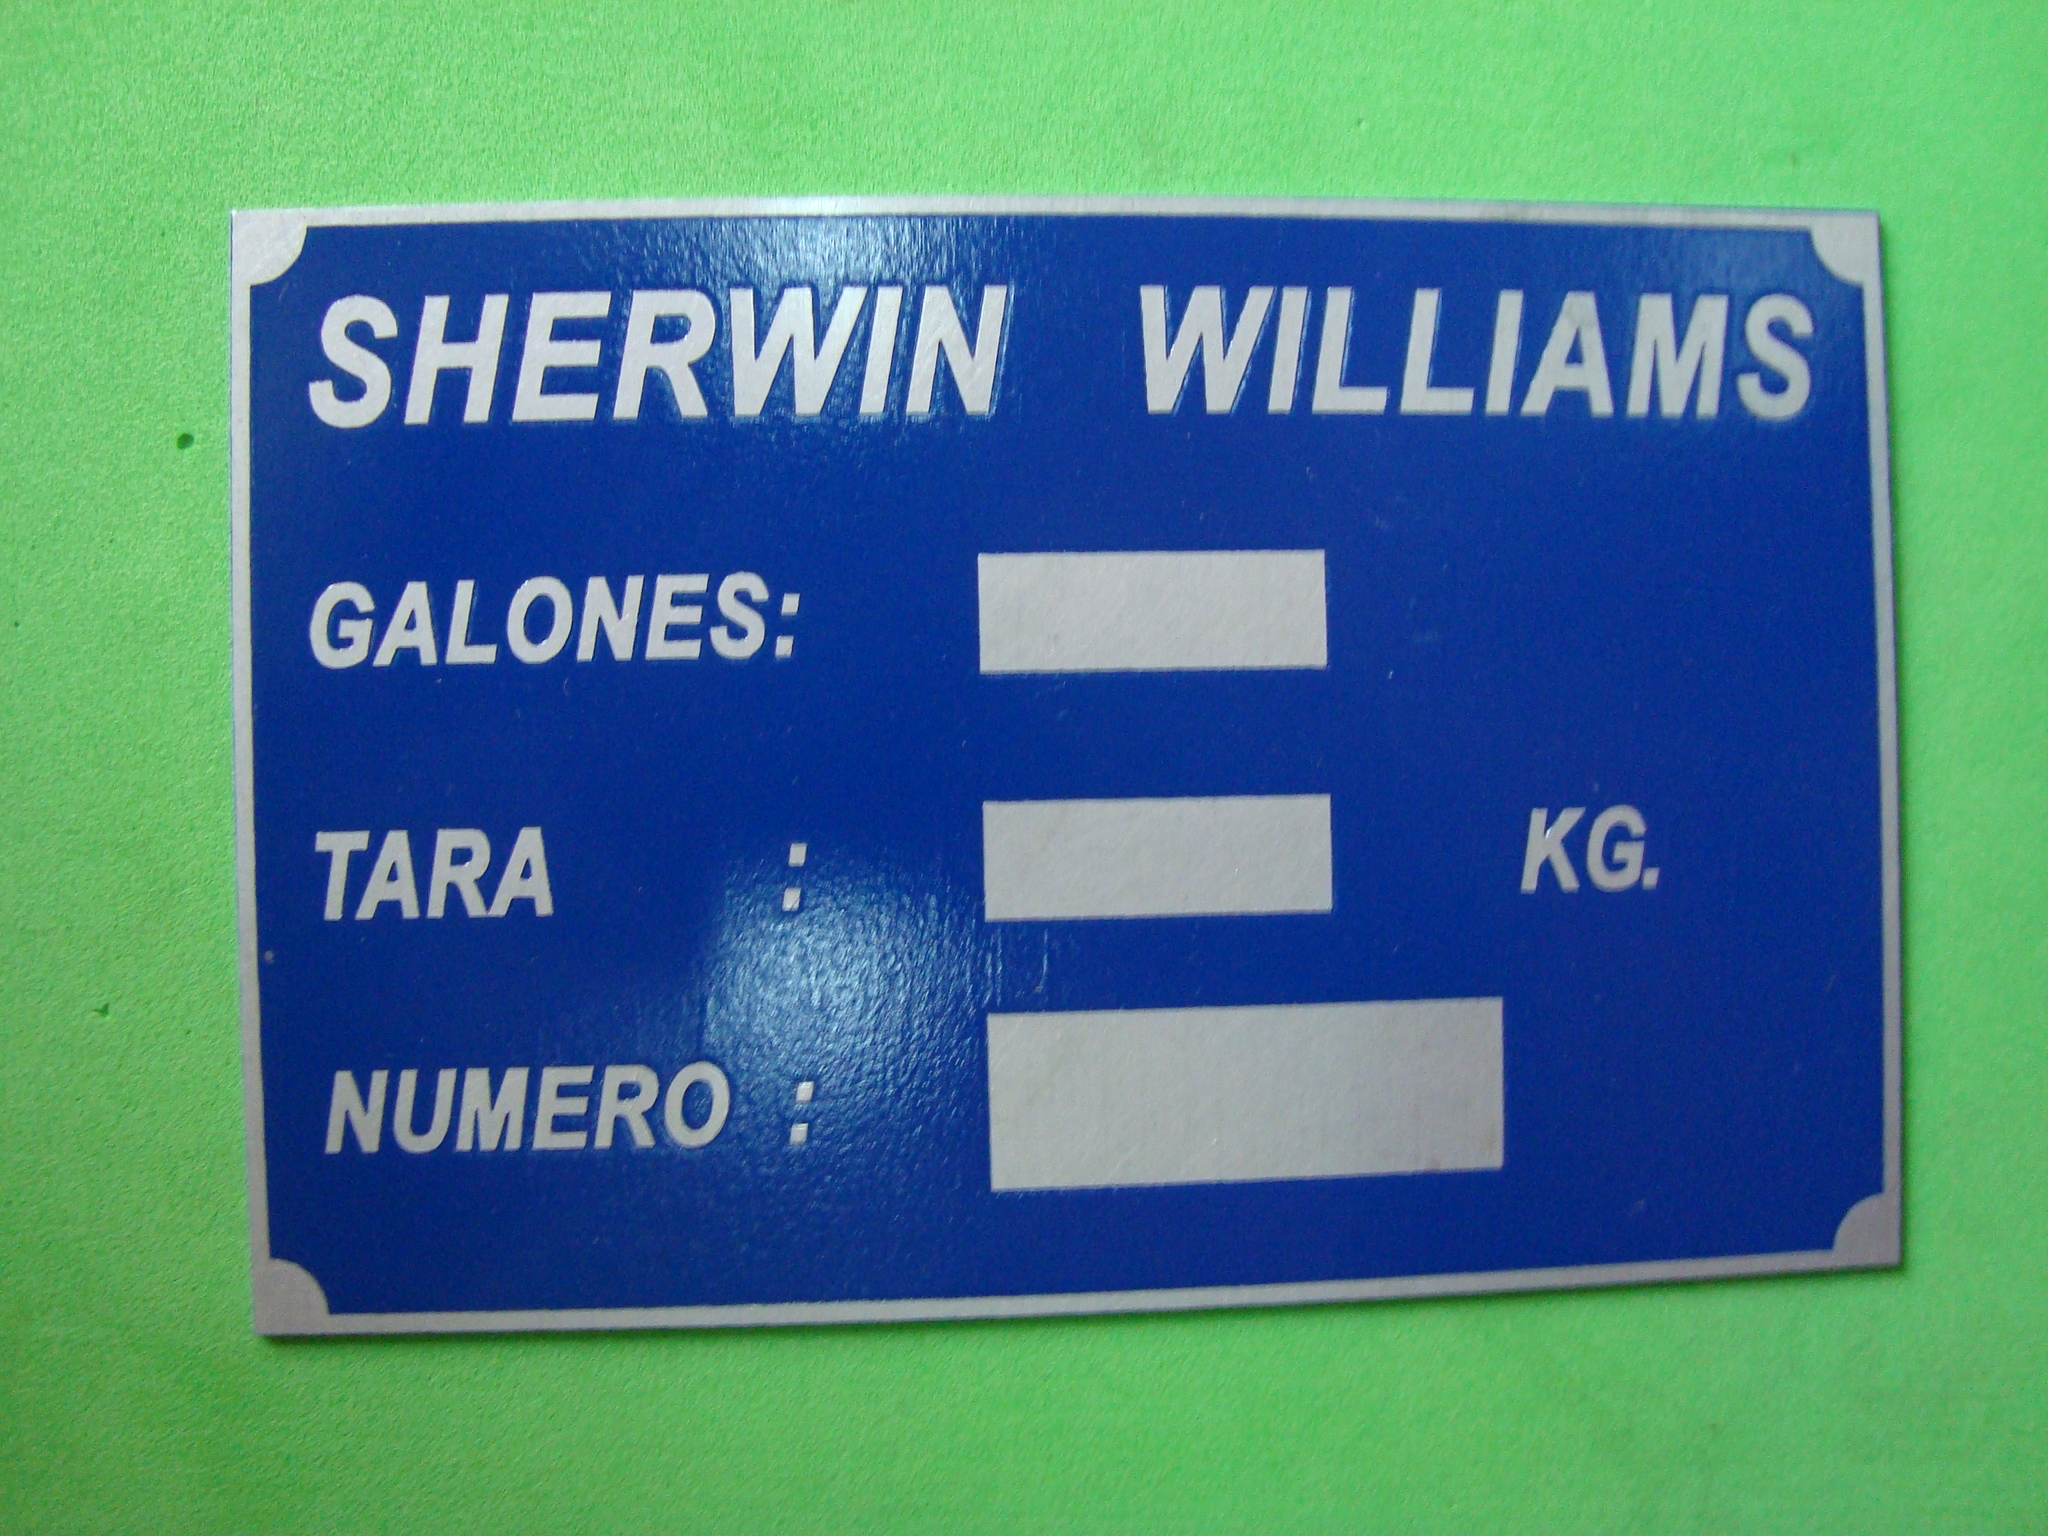 SHERWIN WILLIAMS
GALONES:
TARA : KG.
NUMERO :